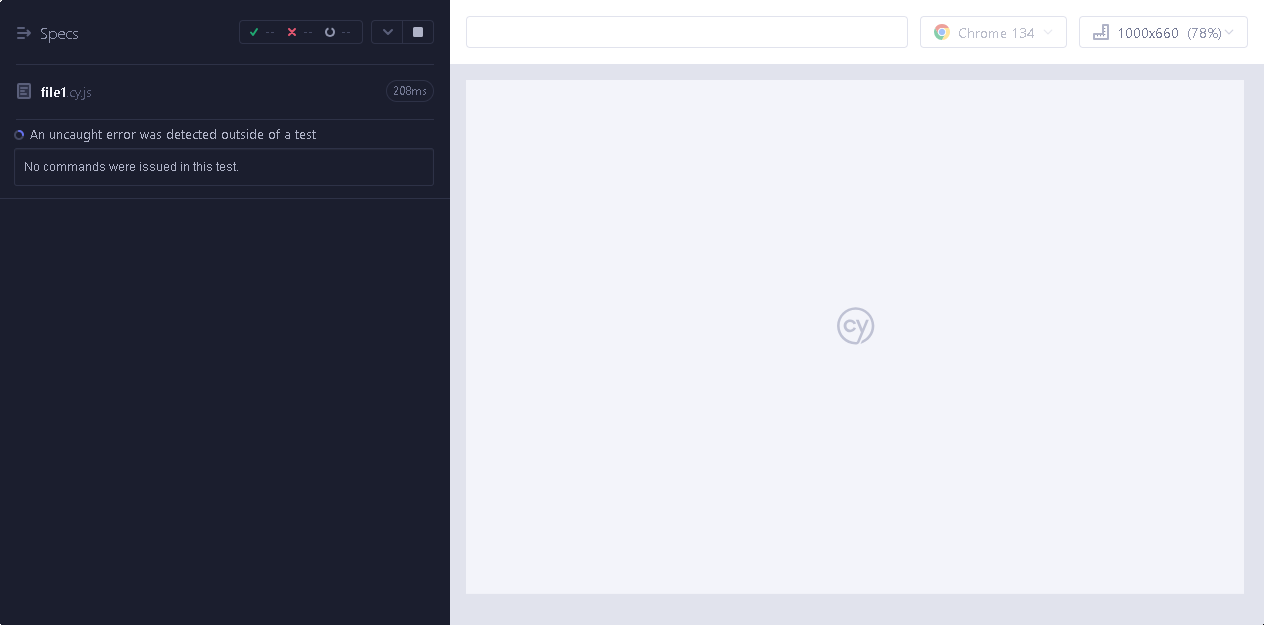 Specs
-- -- --
file1 cy.js
208ms
An uncaught error was detected outside of a test
No commands were issued in this test.
Chrome 134
1000x660 (78%)
cy